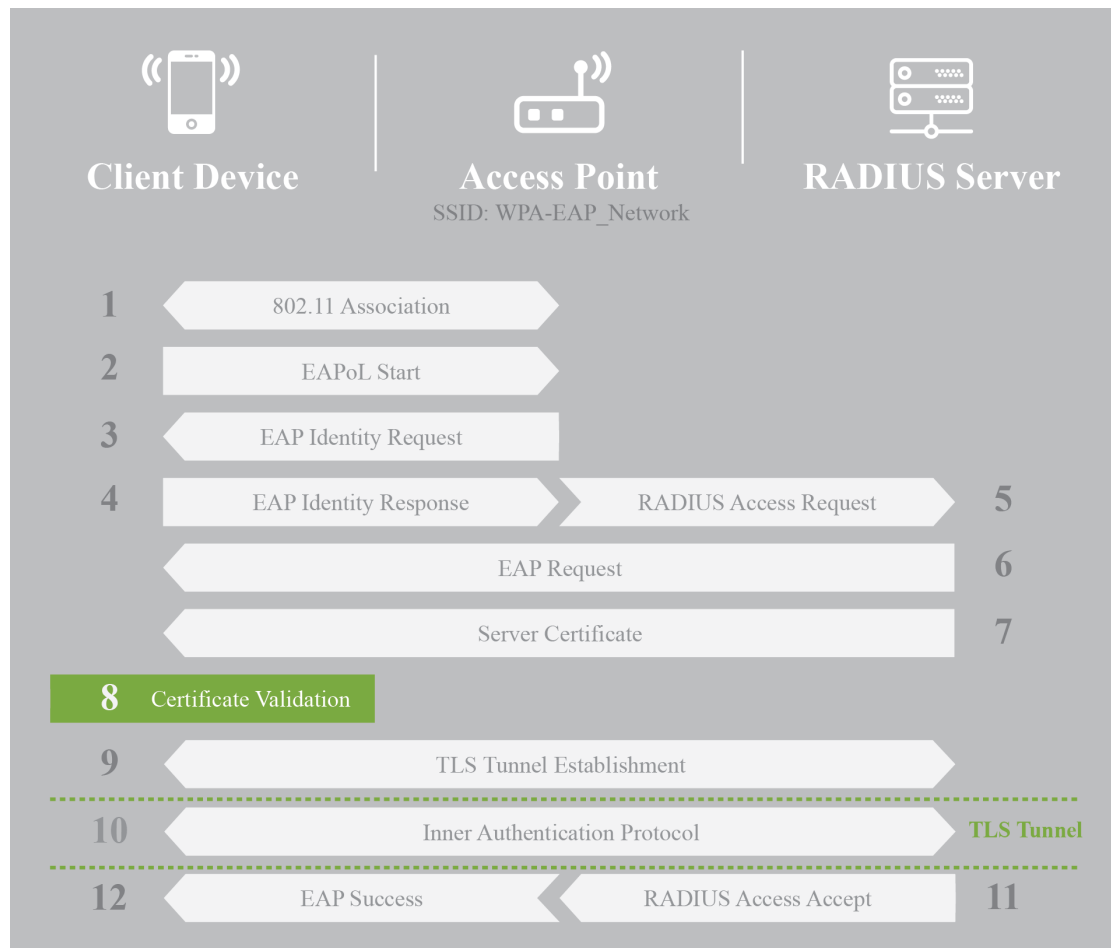 Client Device
Access Point
RADIUS Server
SSID: WPA-EAP_Network
1 802.11 Association
2 EAPoL Start
3 EAP Identity Request
4 EAP Identity Response RADIUS Access Request 5
EAP Request 6
Server Certificate 7
8 Certificate Validation
9 TLS Tunnel Establishment
10 Inner Authentication Protocol TLS Tunnel
12 EAP Success RADIUS Access Accept 11